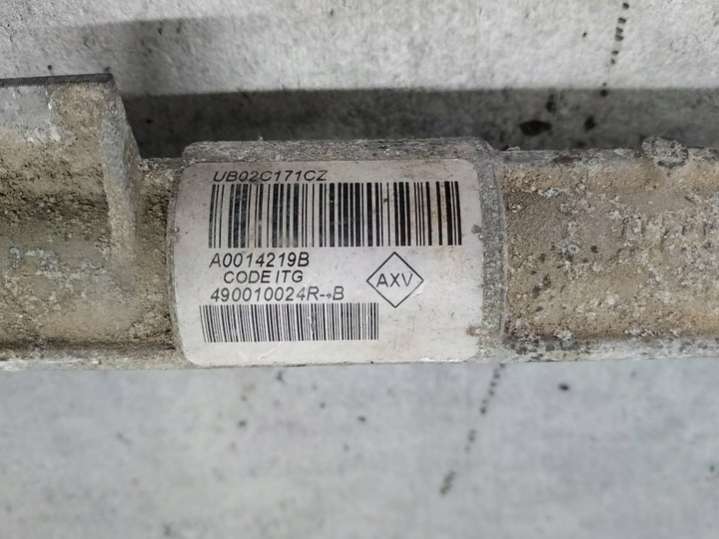 UB02C171CZ
A0014219B
CODE ITG
AXV
490010024R→B